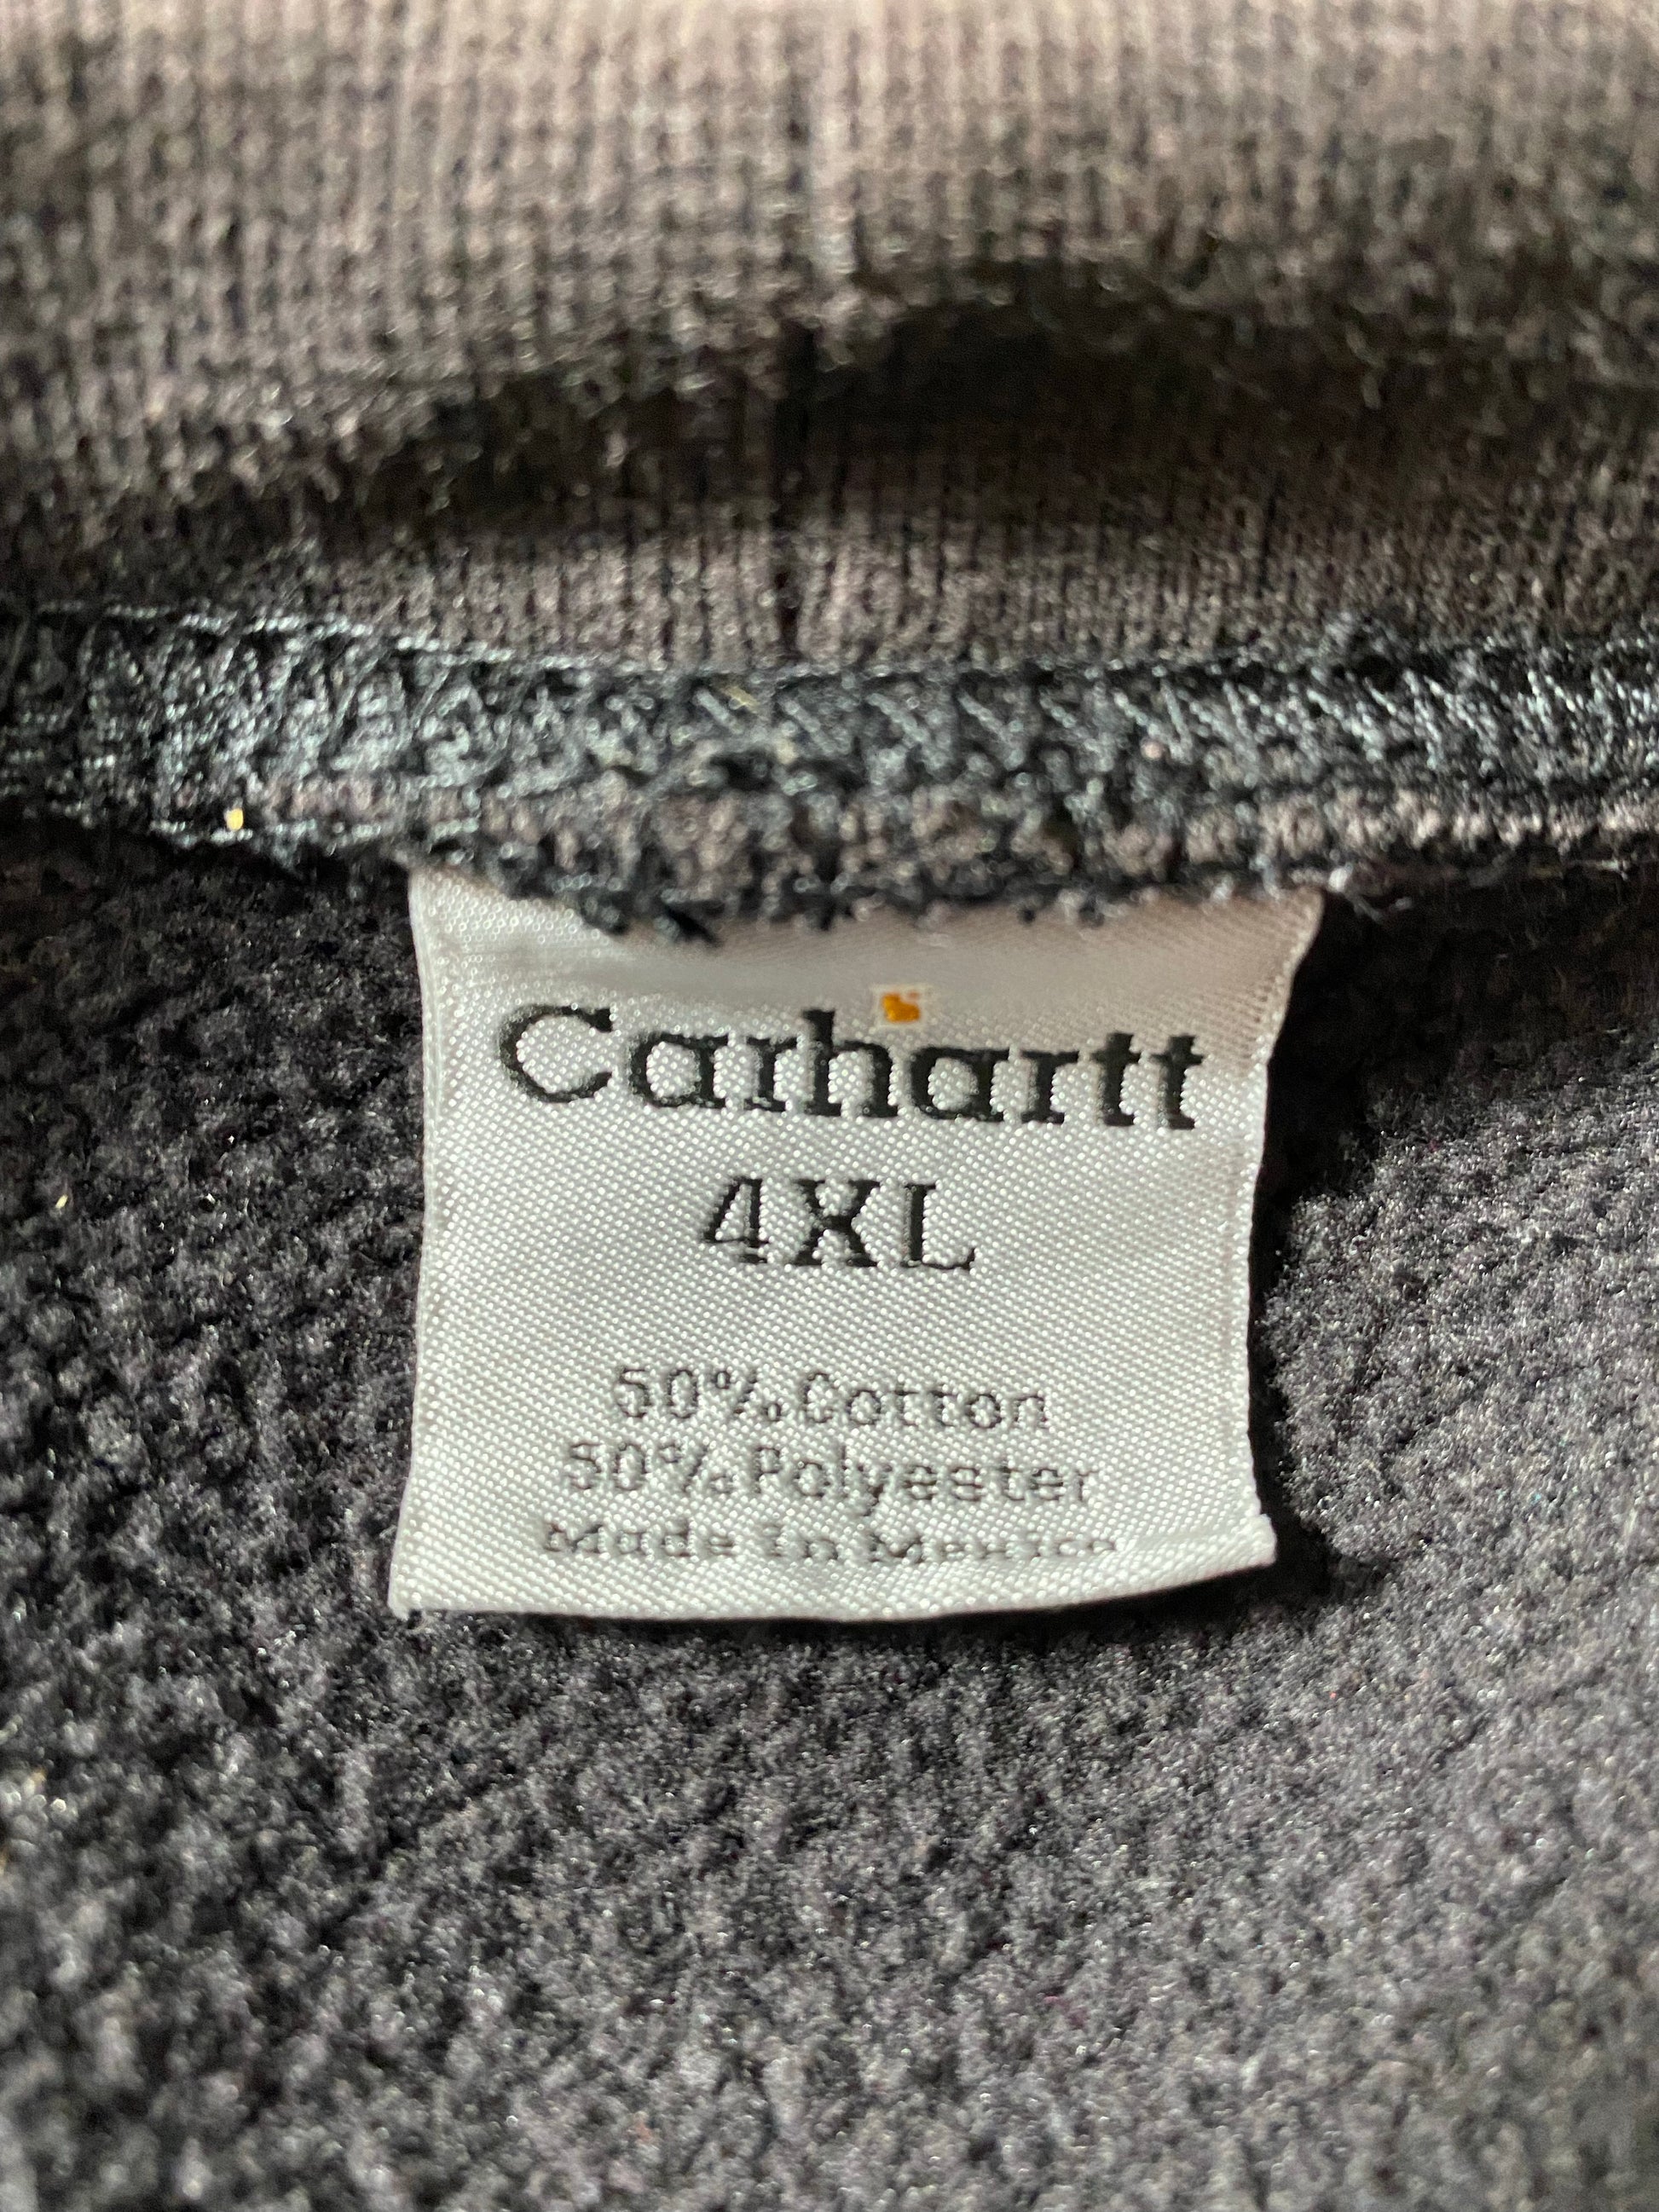 Carhartt
4XL
50% Cotton
50% Polyester
Made In Mexico